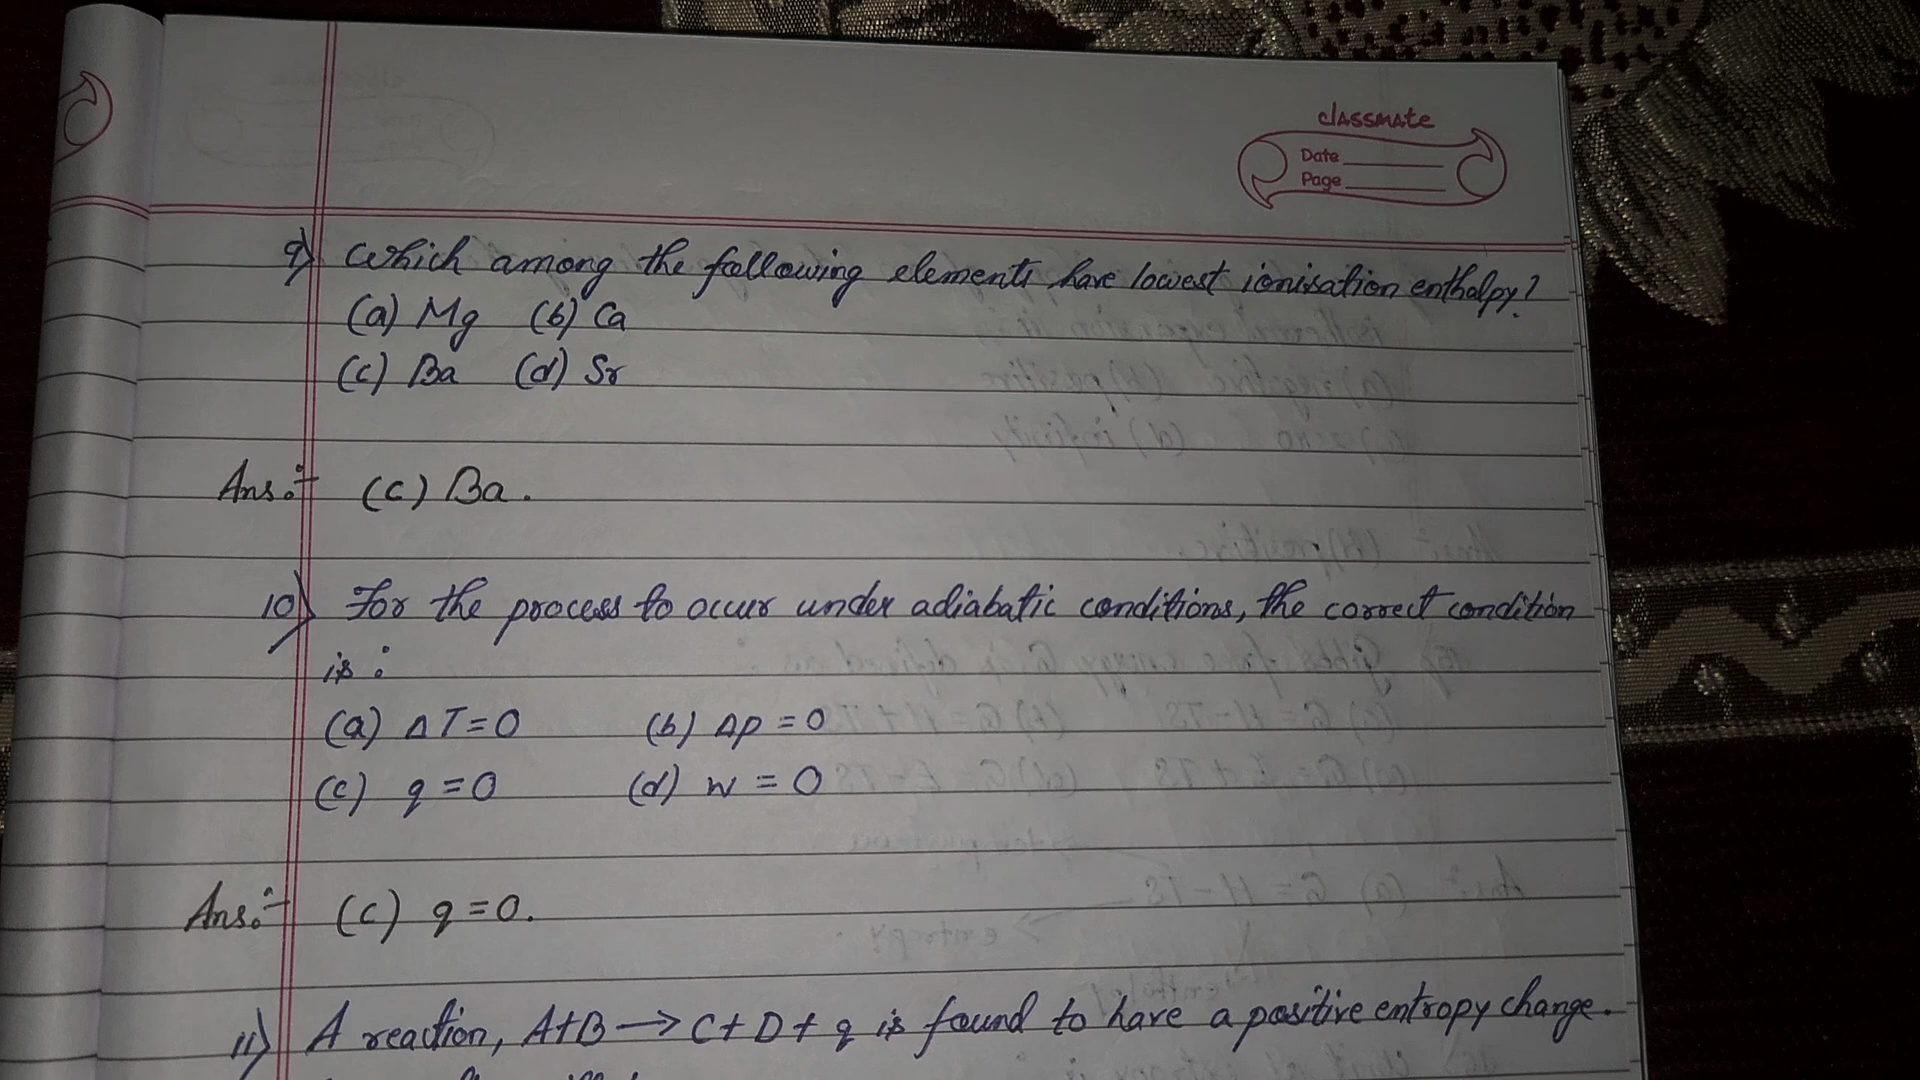 classmate
Date
Page
9) Which among the following elements have lowest ionisation enthalpy?
(a) Mg (b) Ca
(c) Ba (d) Sr
Ans:- (c) Ba.
10) For the process to occur under adiabatic conditions, the correct condition
is:
(a) ΔT=0 (b) Δp=0
(c) q=0 (d) w=0
Ans:- (c) q=0.
11) A reaction, A+B→C+D+q is found to have a positive entropy change.